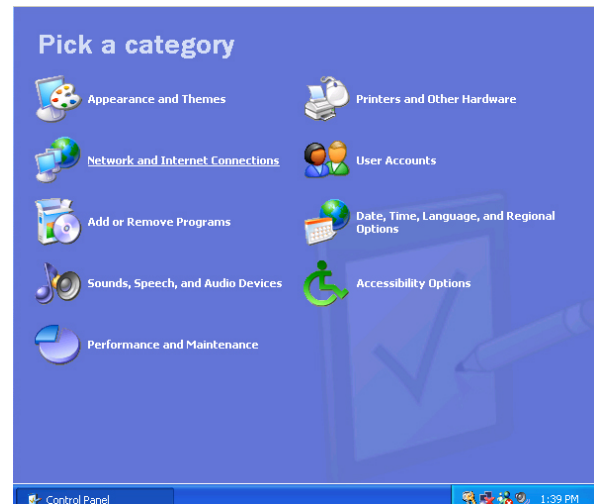 Pick a category
Appearance and Themes
Printers and Other Hardware
Network and Internet Connections
User Accounts
Add or Remove Programs
Date, Time, Language, and Regional
Options
Sounds, Speech, and Audio Devices
Accessibility Options
Performance and Maintenance
Control Panel
1:39 PM